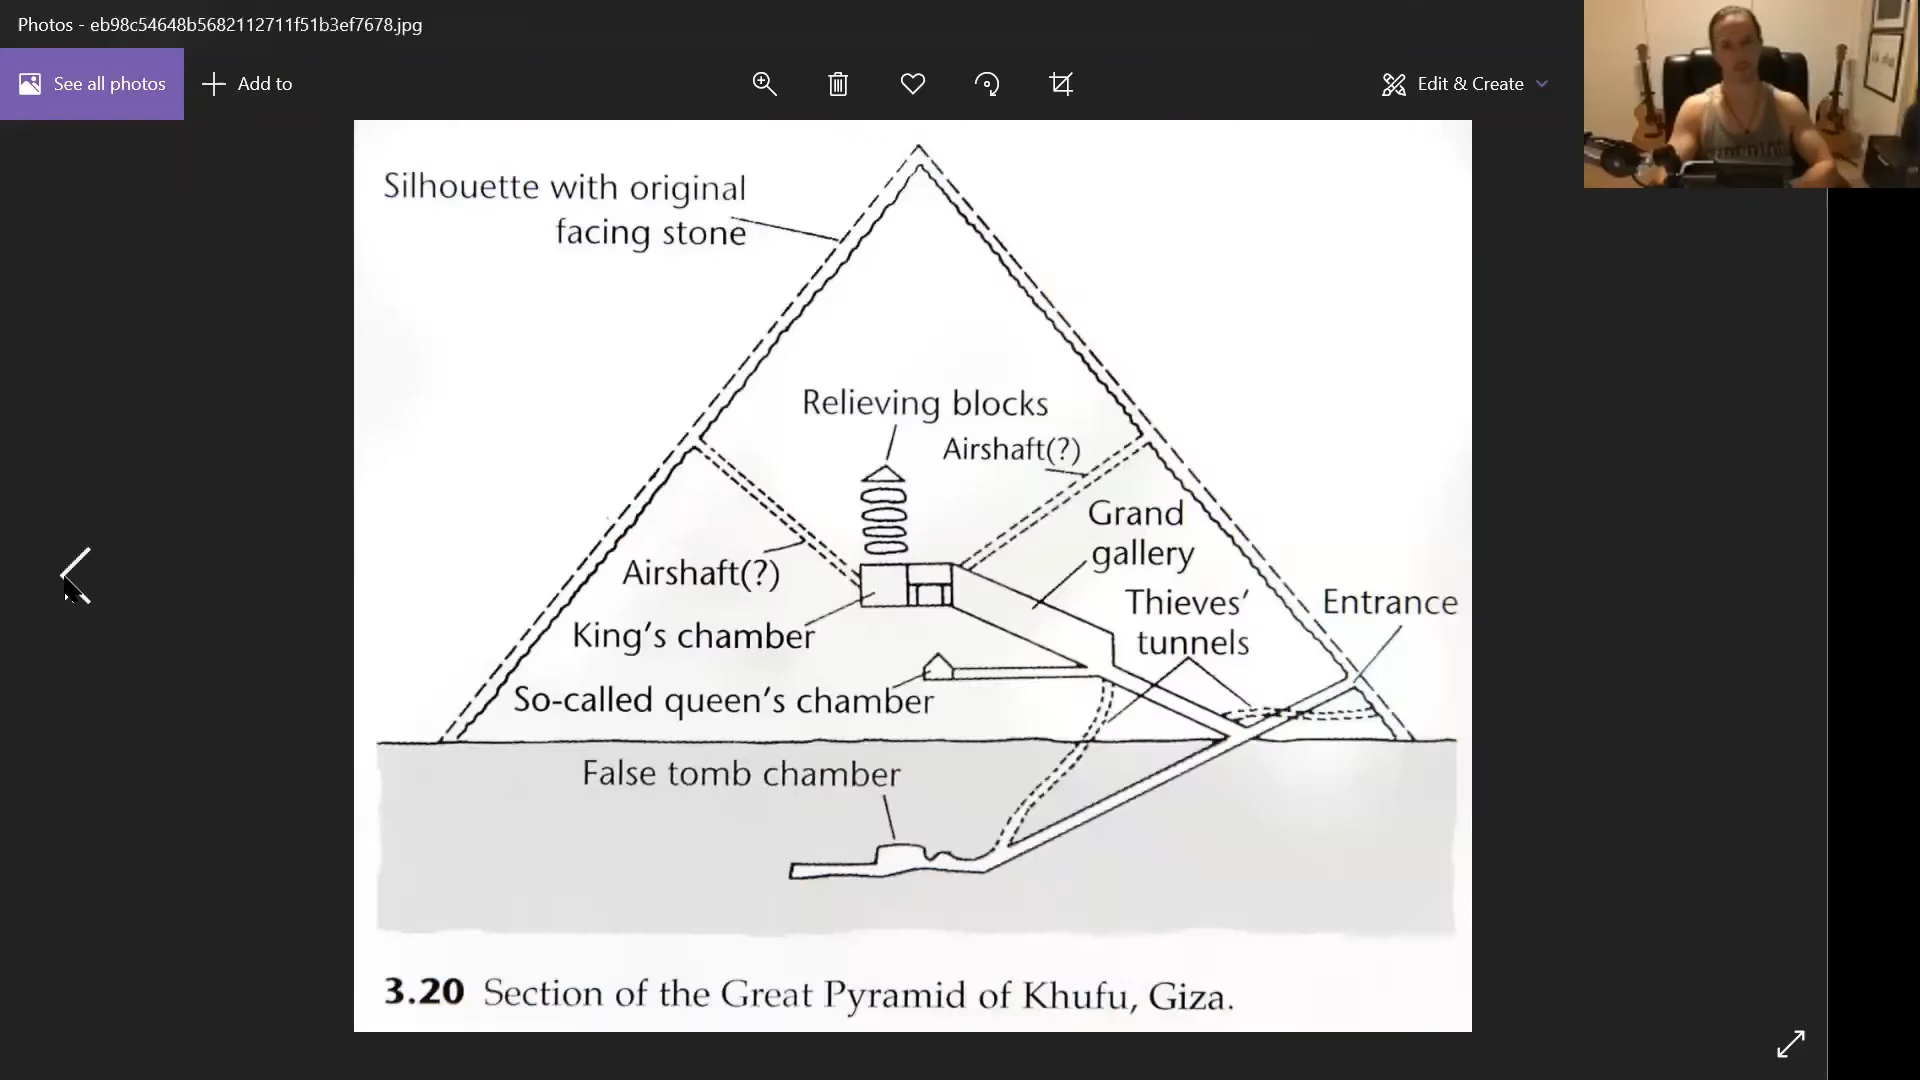 Photos - eb98c54648b5682112711f51b3ef7678.jpg
See all photos
Add to
Edit & Create
Silhouette with original
facing stone
Relieving blocks
Airshaft(?)
Grand
gallery
Airshaft(?)
Thieves'
tunnels
Entrance
King's chamber
So-called queen's chamber
False tomb chamber
3.20 Section of the Great Pyramid of Khufu, Giza.